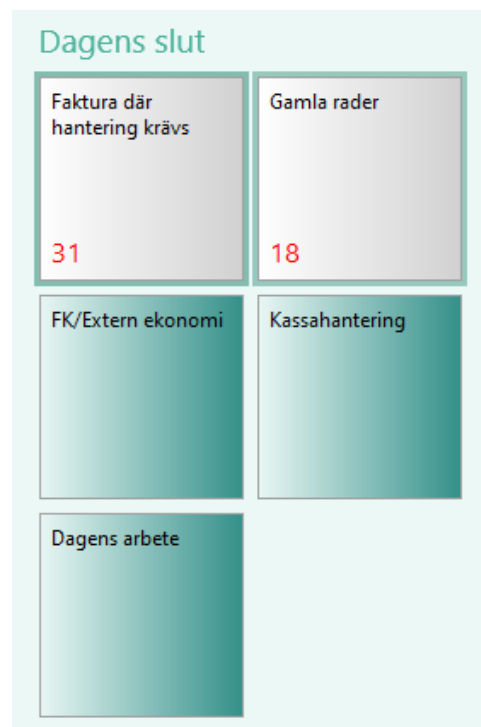 Dagens slut
Faktura där
hantering krävs
31
Gamla rader
18
FK/Extern ekonomi
Kassahantering
Dagens arbete